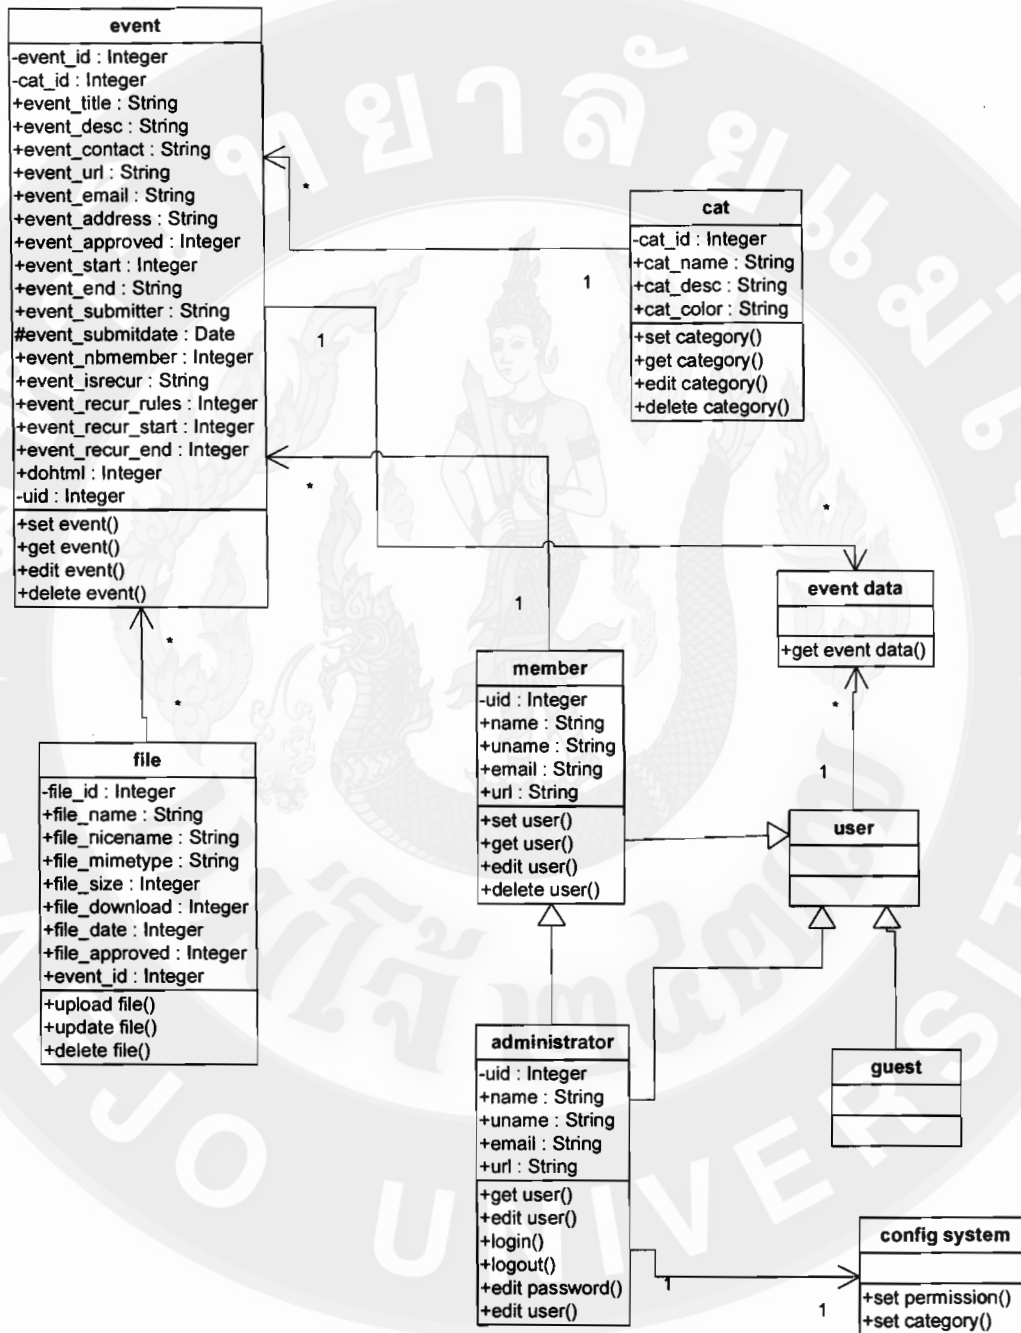 event
-event_id : Integer
-cat_id : Integer
+event_title : String
+event_desc : String
+event_contact : String
+event_url : String
+event_email : String
+event_address : String
+event_approved : Integer
+event_start : Integer
+event_end : String
+event_submitter : String
#event_submitdate : Date
+event_nbmember : Integer
+event_isrecur : String
+event_recur_rules : Integer
+event_recur_start : Integer
+event_recur_end : Integer
+dohtml : Integer
-uid : Integer
+set event()
+get event()
+edit event()
+delete event()
*
1
1
*
*
1
*
*
*
1
cat
-cat_id : Integer
+cat_name : String
+cat_desc : String
+cat_color : String
+set category()
+get category()
+edit category()
+delete category()
event data
+get event data()
member
-uid : Integer
+name : String
+uname : String
+email : String
+url : String
+set user()
+get user()
+edit user()
+delete user()
file
-file_id : Integer
+file_name : String
+file_nicename : String
+file_mimetype : String
+file_size : Integer
+file_download : Integer
+file_date : Integer
+file_approved : Integer
+event_id : Integer
+upload file()
+update file()
+delete file()
user
administrator
-uid : Integer
+name : String
+uname : String
+email : String
+url : String
+get user()
+edit user()
+login()
+logout()
+edit password()
+edit user()
guest
1
1
config system
+set permission()
+set category()